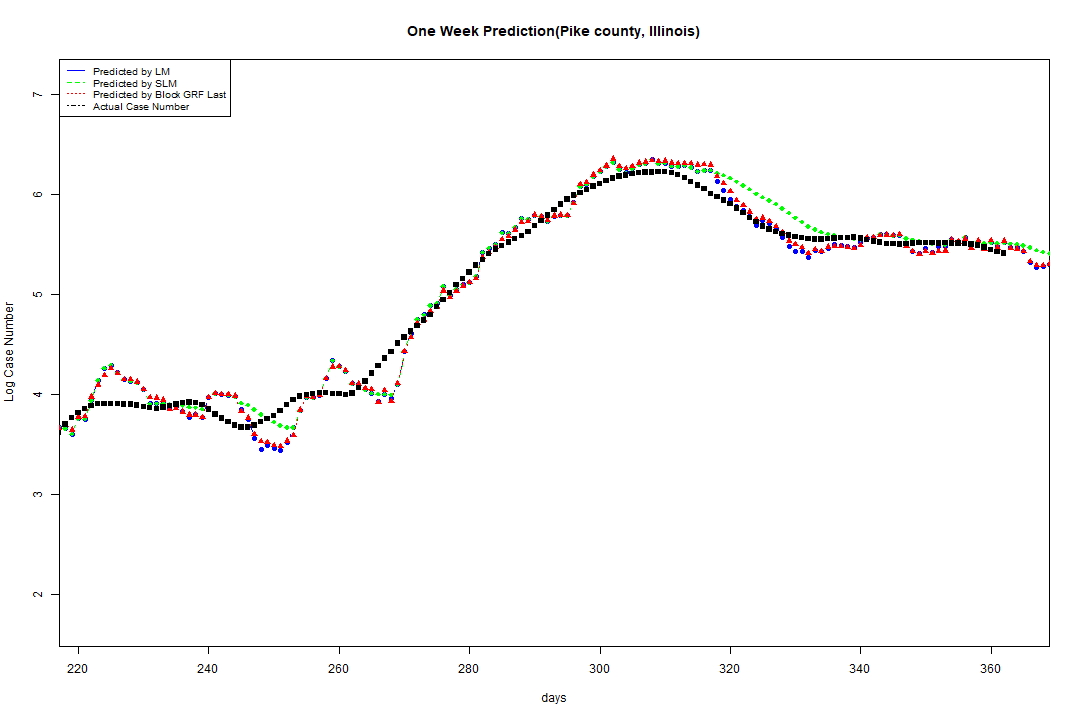 One Week Prediction(Pike county, Illinois)
Predicted by LM
Predicted by SLM
Predicted by Block GRF Last
Actual Case Number
7
6
5
4
3
2
Log Case Number
220 240 260 280 300 320 340 360
days